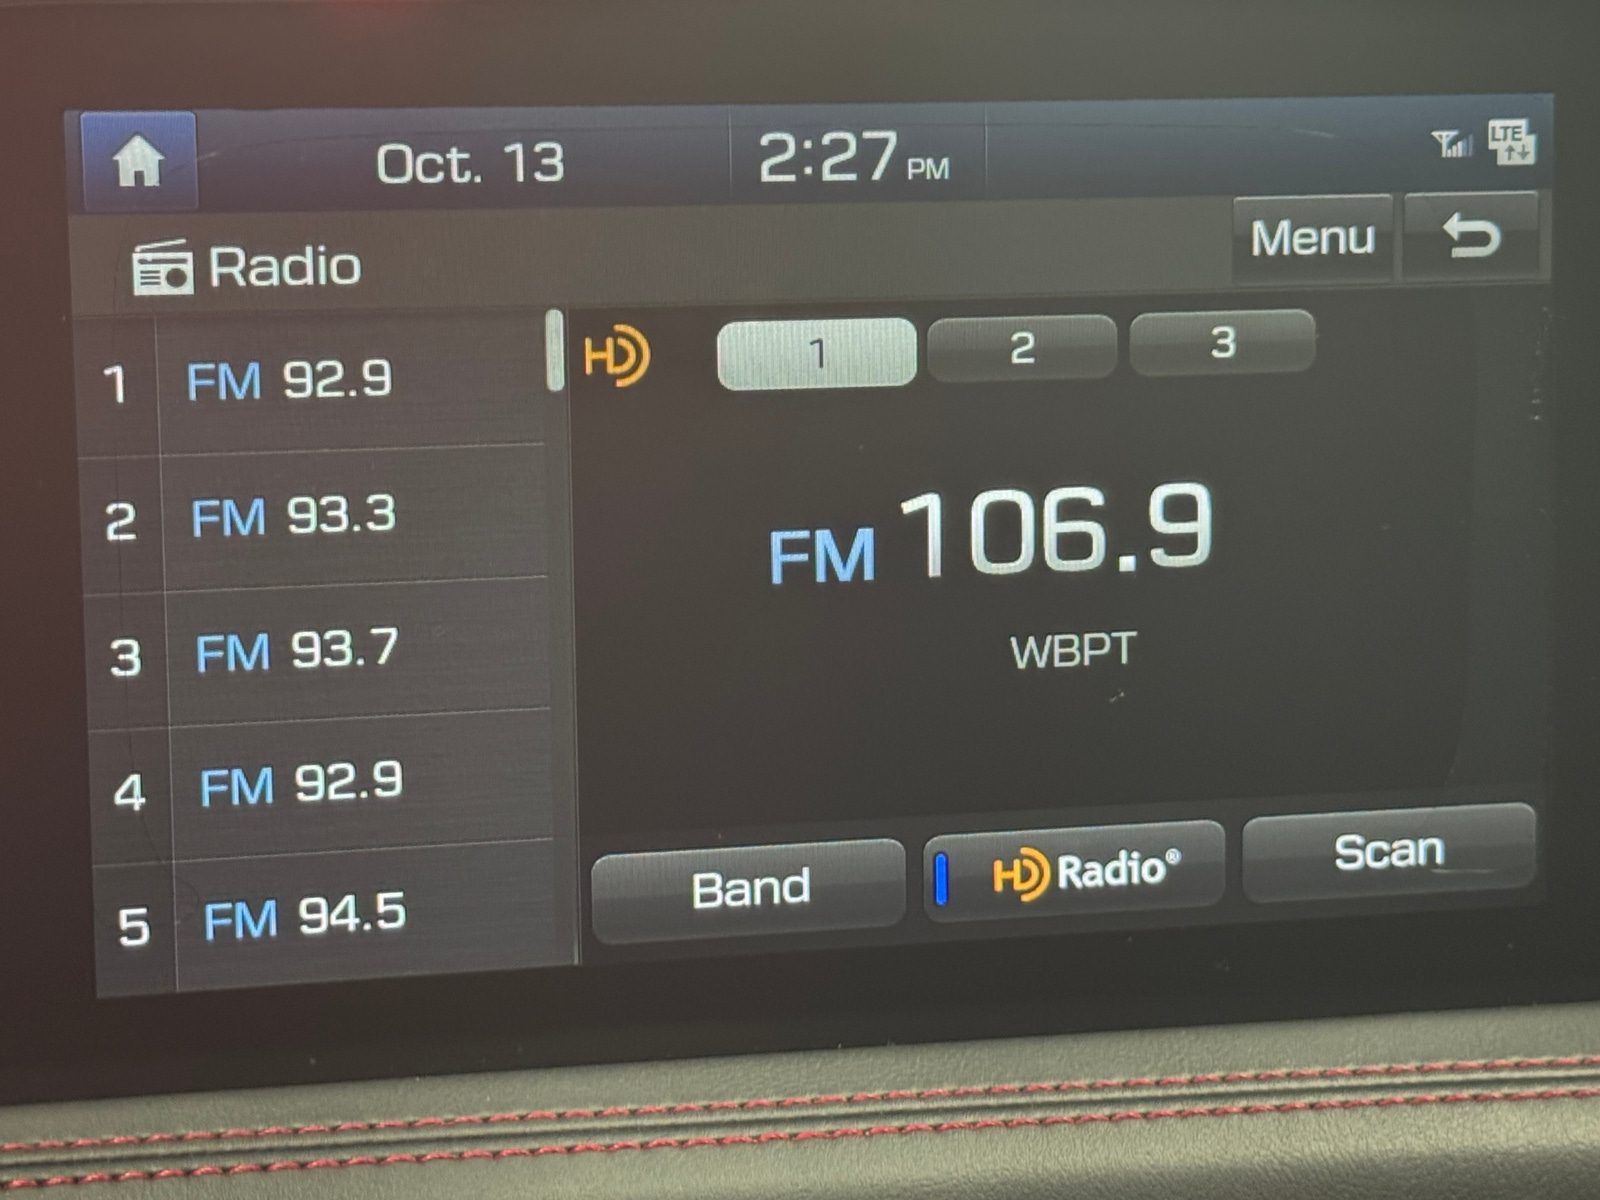 Oct. 13
2:27 PM
LTE
Radio
Menu
1 FM 92.9
2 FM 93.3
3 FM 93.7
4 FM 92.9
5 FM 94.5
HD
1 2 3
FM 106.9
WBPT
Band
HD Radio®
Scan